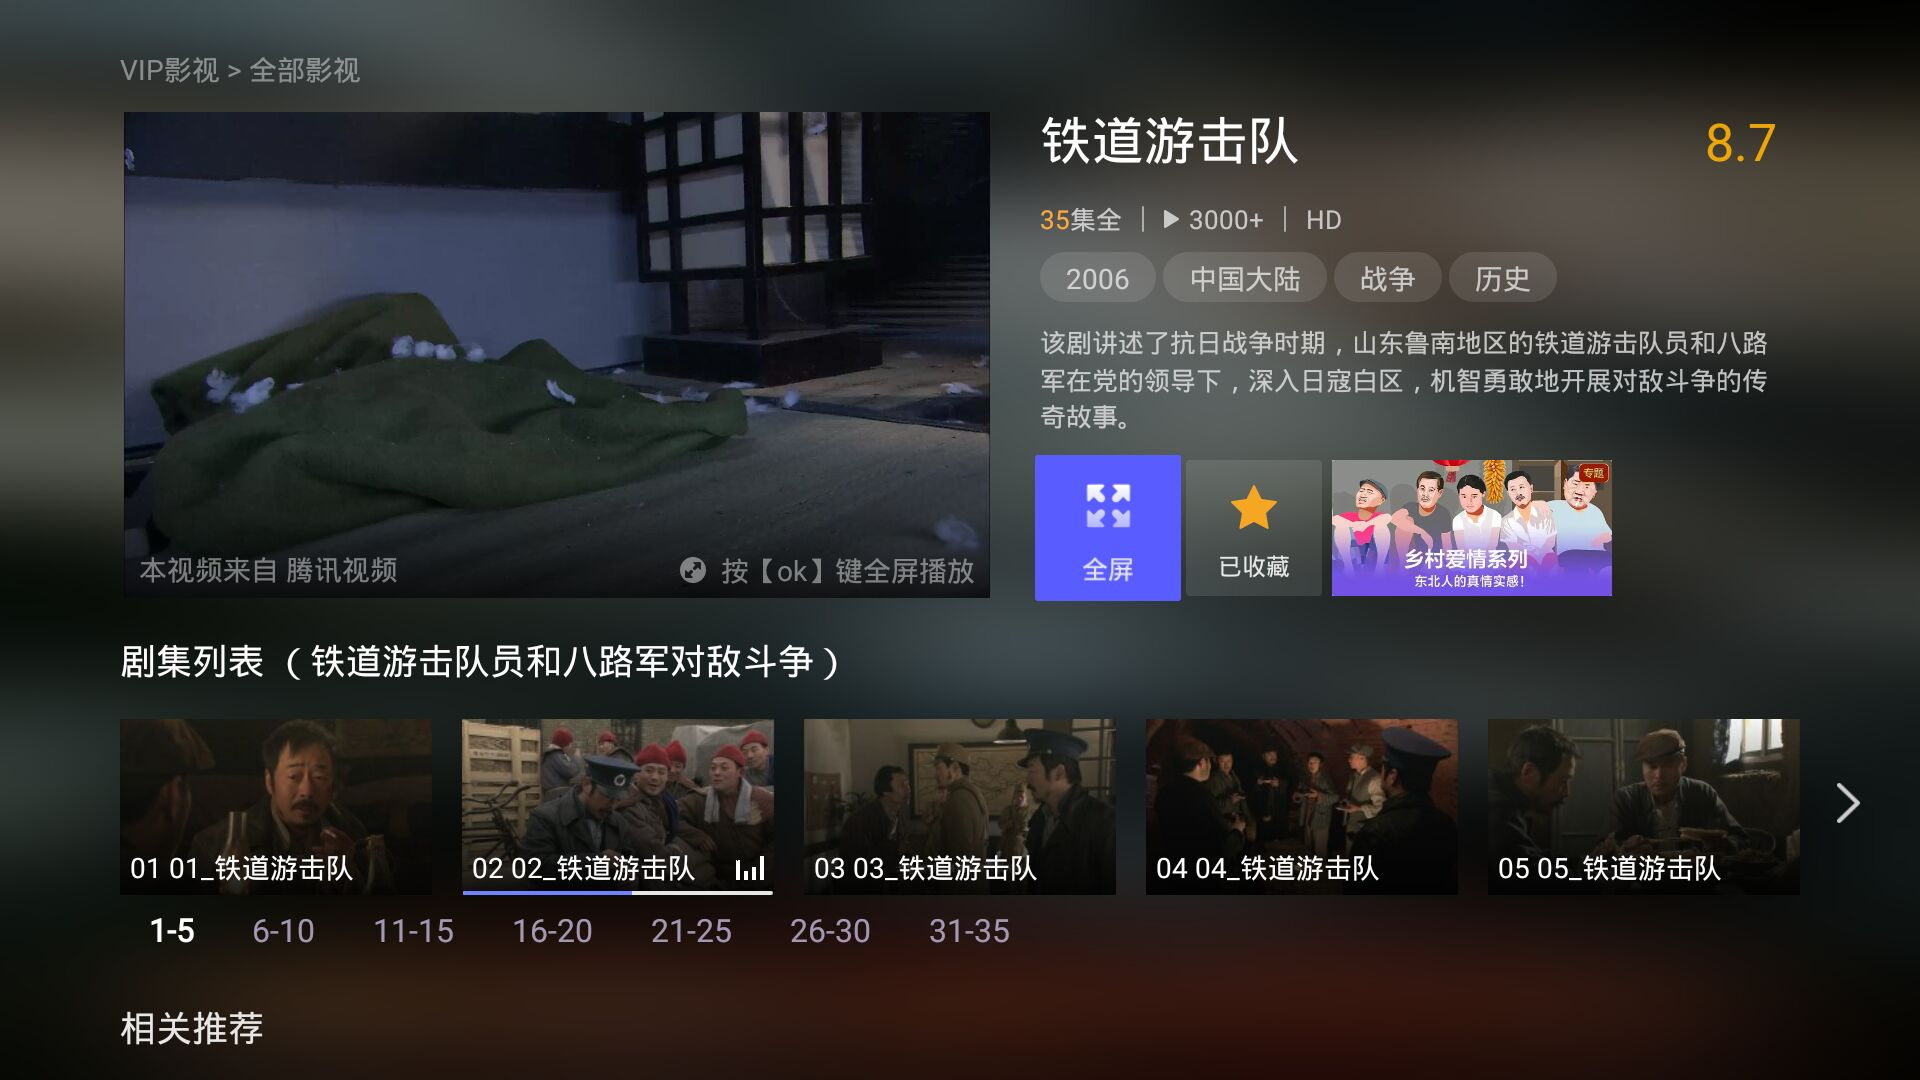 VIP影视 > 全部影视
铁道游击队
8.7
35集全 | 3000+ | HD
2006 中国大陆 战争 历史
该剧讲述了抗日战争时期，山东鲁南地区的铁道游击队员和八路
军在党的领导下，深入日寇白区，机智勇敢地开展对敌斗争的传
奇故事。
本视频来自 腾讯视频
按【ok】键全屏播放
全屏
已收藏
专题
乡村爱情系列
东北人的真情实感！
剧集列表 （铁道游击队员和八路军对敌斗争）
01 01_铁道游击队
02 02_铁道游击队
03 03_铁道游击队
04 04_铁道游击队
05 05_铁道游击队
1-5 6-10 11-15 16-20 21-25 26-30 31-35
相关推荐